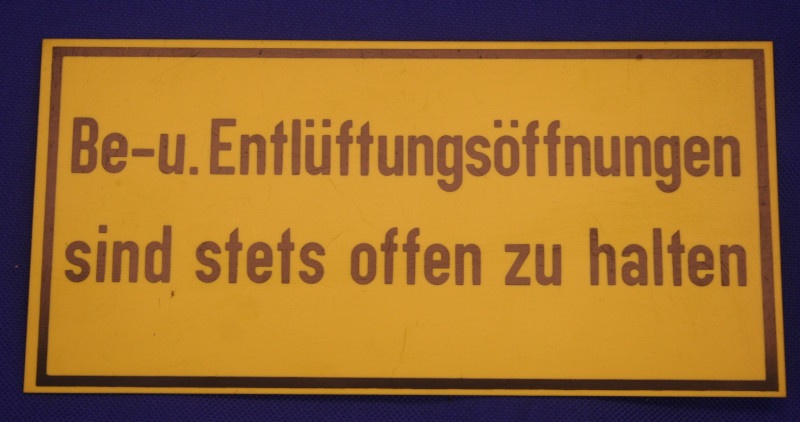 Be-u. Entlüftungsöffnungen
sind stets offen zu halten